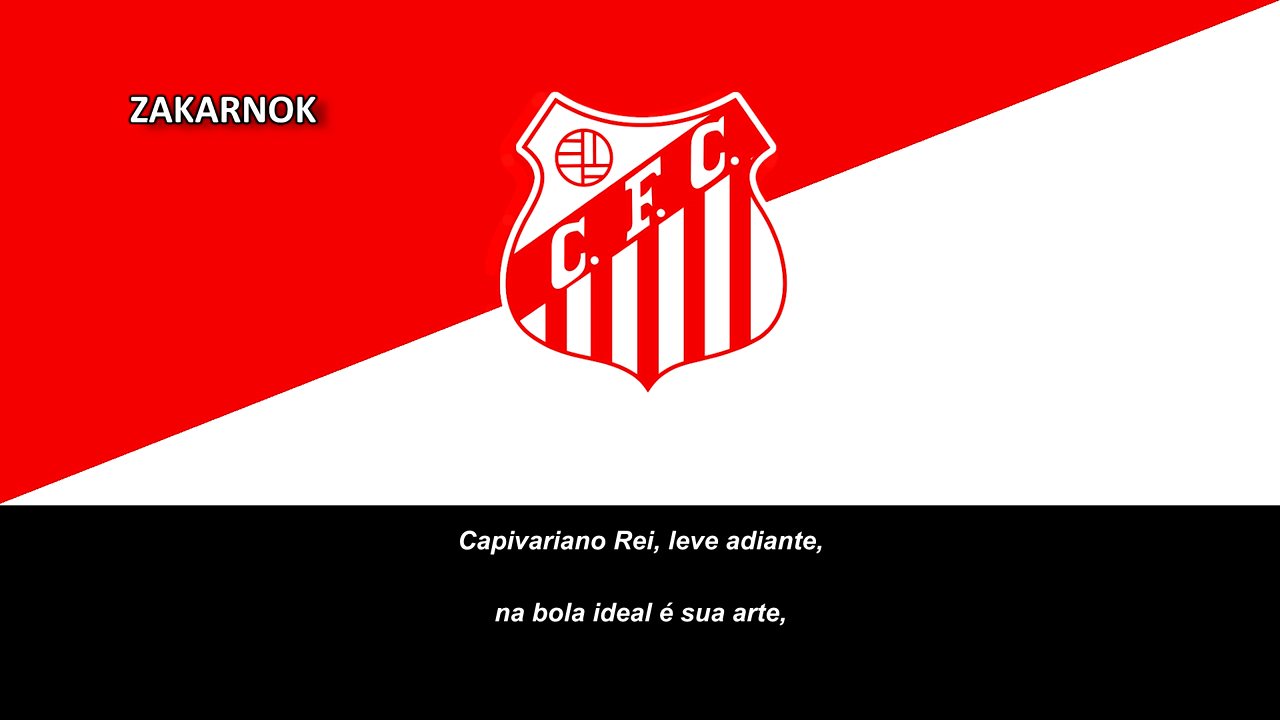 ZAKARNOK
C. F. C.
Capivariano Rei, leve adiante,
na bola ideal é sua arte,